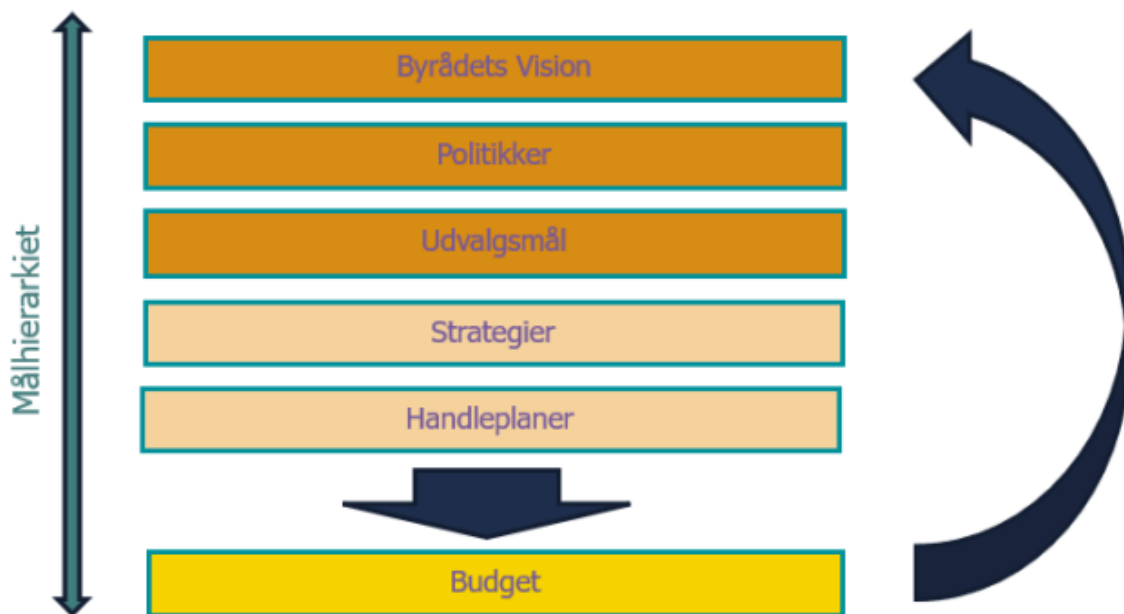 Målhierarkiet
Byrådets Vision
Politikker
Udvalgsmål
Strategier
Handleplaner
Budget